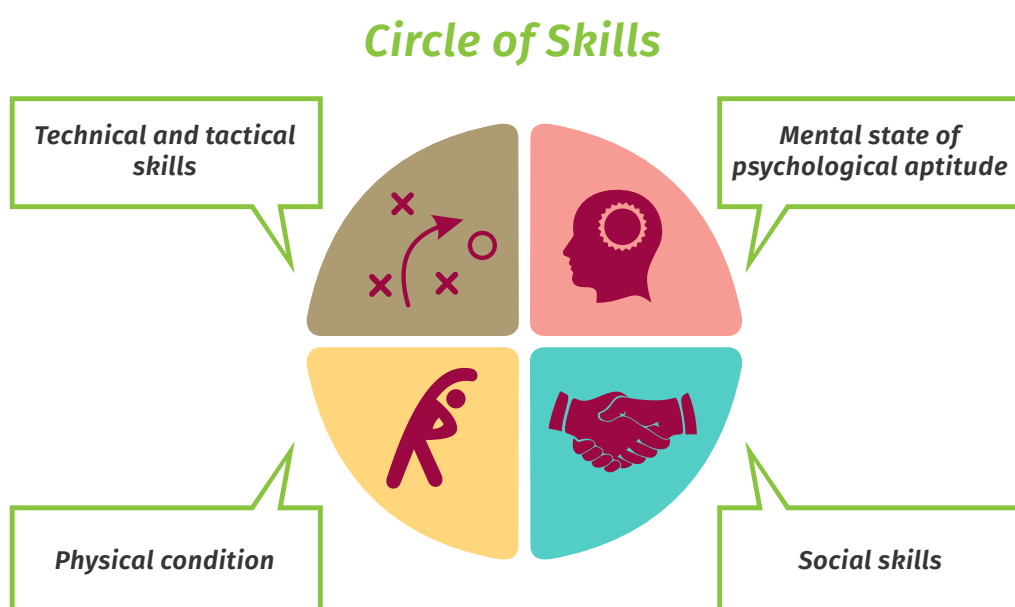 Circle of Skills
Technical and tactical
skills
Mental state of
psychological aptitude
Physical condition
Social skills